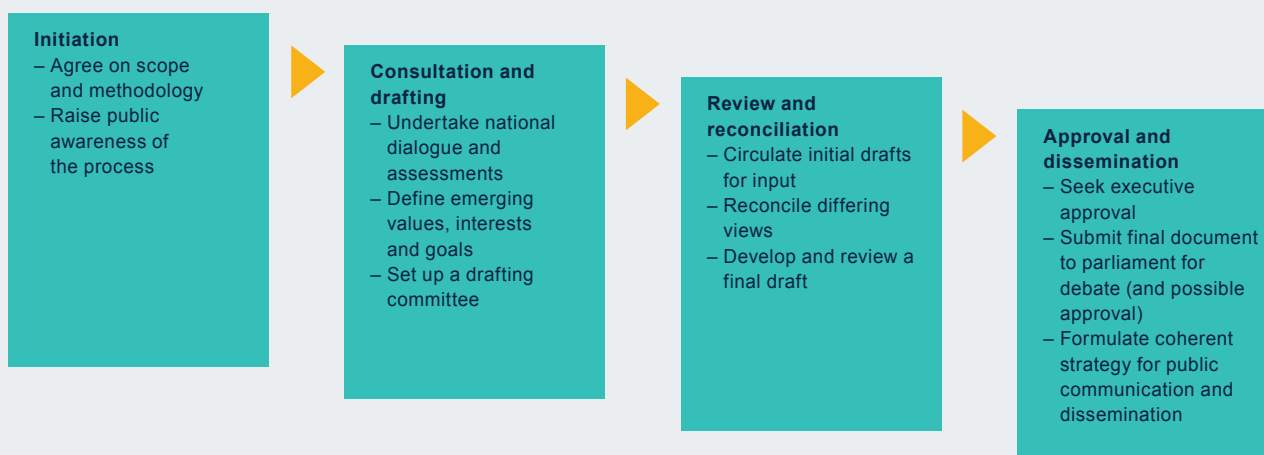 Initiation
– Agree on scope
and methodology
– Raise public
awareness of
the process
Consultation and
drafting
– Undertake national
dialogue and
assessments
– Define emerging
values, interests
and goals
– Set up a drafting
committee
Review and
reconciliation
– Circulate initial drafts
for input
– Reconcile differing
views
– Develop and review a
final draft
Approval and
dissemination
– Seek executive
approval
– Submit final document
to parliament for
debate (and possible
approval)
– Formulate coherent
strategy for public
communication and
dissemination